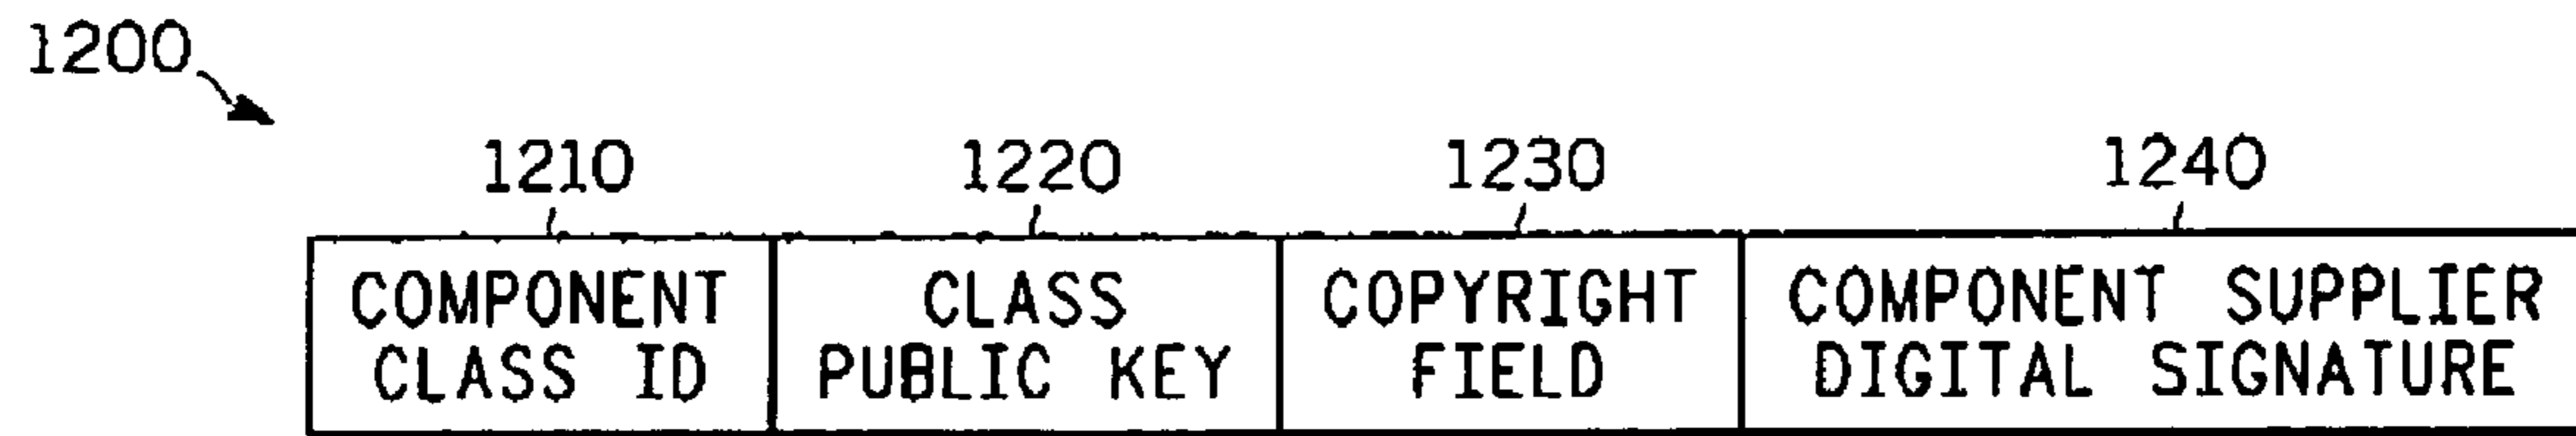 1200
1210 1220 1230 1240
COMPONENT CLASS COPYRIGHT COMPONENT SUPPLIER
CLASS ID PUBLIC KEY FIELD DIGITAL SIGNATURE